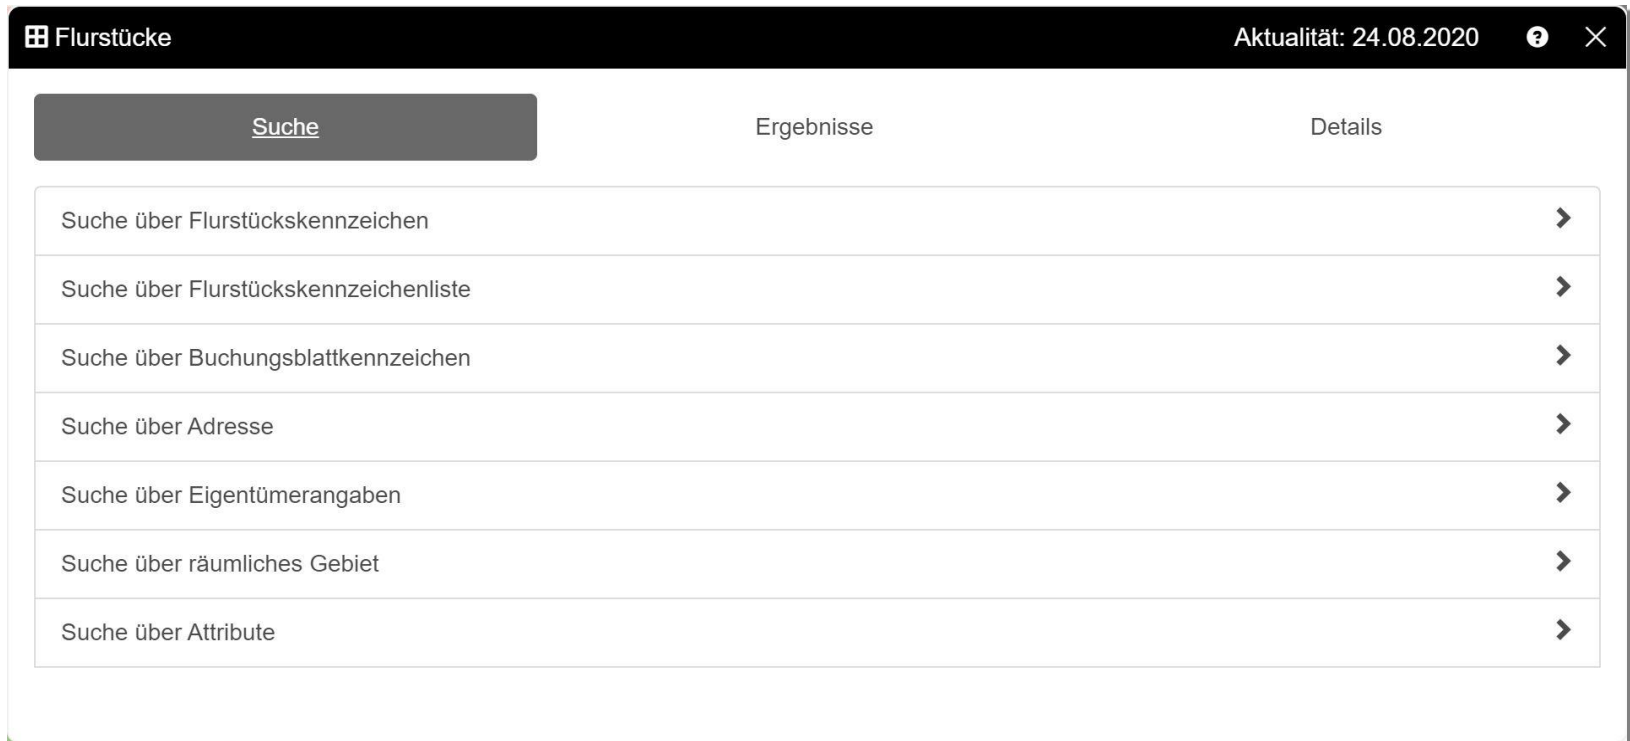 Flurstücke Aktualität: 24.08.2020
Suche Ergebnisse Details
Suche über Flurstückskennzeichen
Suche über Flurstückskennzeichenliste
Suche über Buchungsblattkennzeichen
Suche über Adresse
Suche über Eigentümerangaben
Suche über räumliches Gebiet
Suche über Attribute